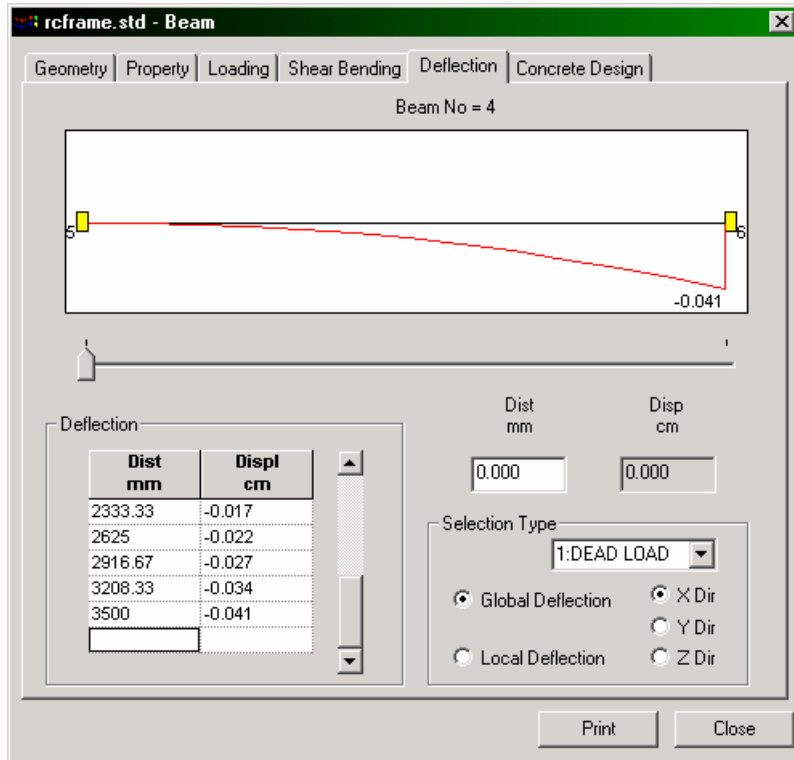 rcframe.std - Beam
Geometry Property Loading Shear Bending Deflection Concrete Design
Beam No = 4
5 6
-0.041
Dist Disp
mm cm
0.000 0.000
Deflection
Dist Displ
mm cm
2333.33 -0.017
2625 -0.022
2916.67 -0.027
3208.33 -0.034
3500 -0.041
Selection Type
1:DEAD LOAD
Global Deflection X Dir
Y Dir
Local Deflection Z Dir
Print Close